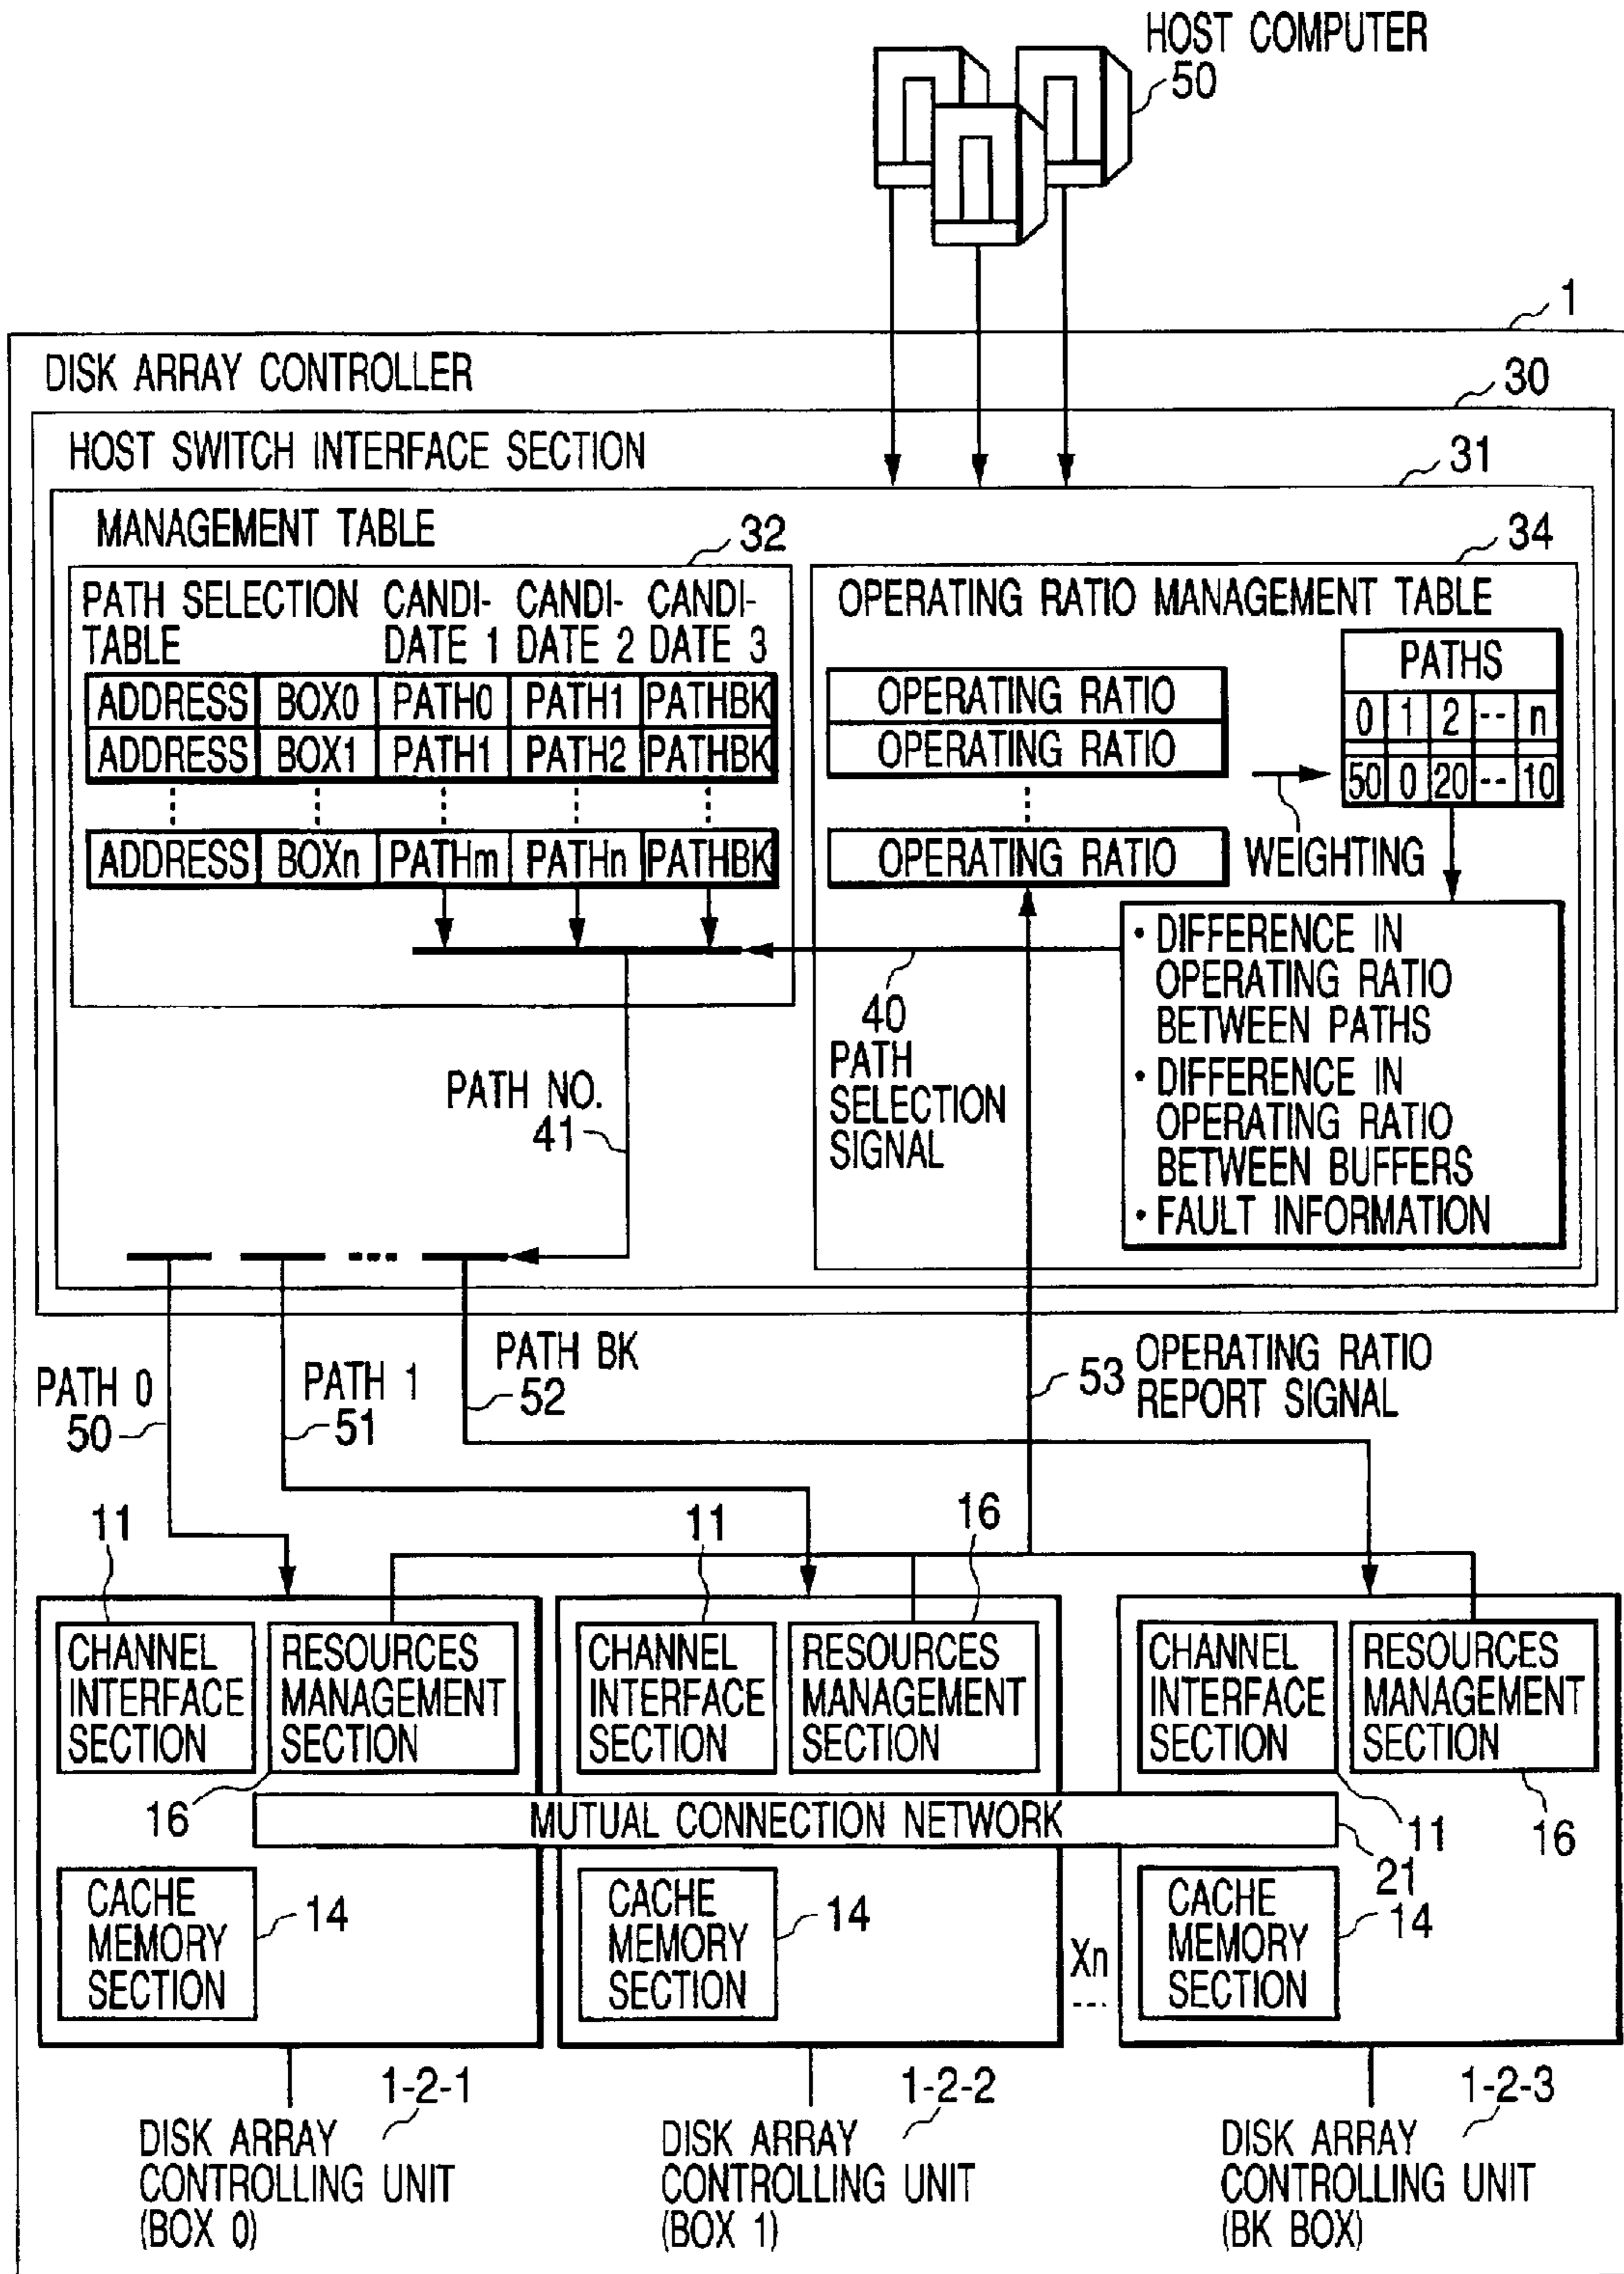 HOST COMPUTER
50
1
DISK ARRAY CONTROLLER
30
HOST SWITCH INTERFACE SECTION
31
MANAGEMENT TABLE
32
34
PATH SELECTION TABLE
CANDI-DATE 1
CANDI-DATE 2
CANDI-DATE 3
ADDRESS BOX0 PATH0 PATH1 PATHBK
ADDRESS BOX1 PATH1 PATH2 PATHBK
ADDRESS BOXn PATHm PATHn PATHBK
OPERATING RATIO MANAGEMENT TABLE
OPERATING RATIO
OPERATING RATIO
OPERATING RATIO
PATHS
0 1 2 -- n
50 0 20 -- 10
WEIGHTING
• DIFFERENCE IN
OPERATING RATIO
BETWEEN PATHS
• DIFFERENCE IN
OPERATING RATIO
BETWEEN BUFFERS
• FAULT INFORMATION
40
PATH
SELECTION
SIGNAL
PATH NO.
41
PATH 0
50
PATH 1
51
PATH BK
52
53
OPERATING RATIO
REPORT SIGNAL
11
11
16
CHANNEL
INTERFACE
SECTION
RESOURCES
MANAGEMENT
SECTION
CHANNEL
INTERFACE
SECTION
RESOURCES
MANAGEMENT
SECTION
CHANNEL
INTERFACE
SECTION
RESOURCES
MANAGEMENT
SECTION
16
MUTUAL CONNECTION NETWORK
11
16
21
CACHE
MEMORY
SECTION
14
CACHE
MEMORY
SECTION
14
Xn
---
CACHE
MEMORY
SECTION
14
1-2-1
DISK ARRAY
CONTROLLING UNIT
(BOX 0)
1-2-2
DISK ARRAY
CONTROLLING UNIT
(BOX 1)
1-2-3
DISK ARRAY
CONTROLLING UNIT
(BK BOX)